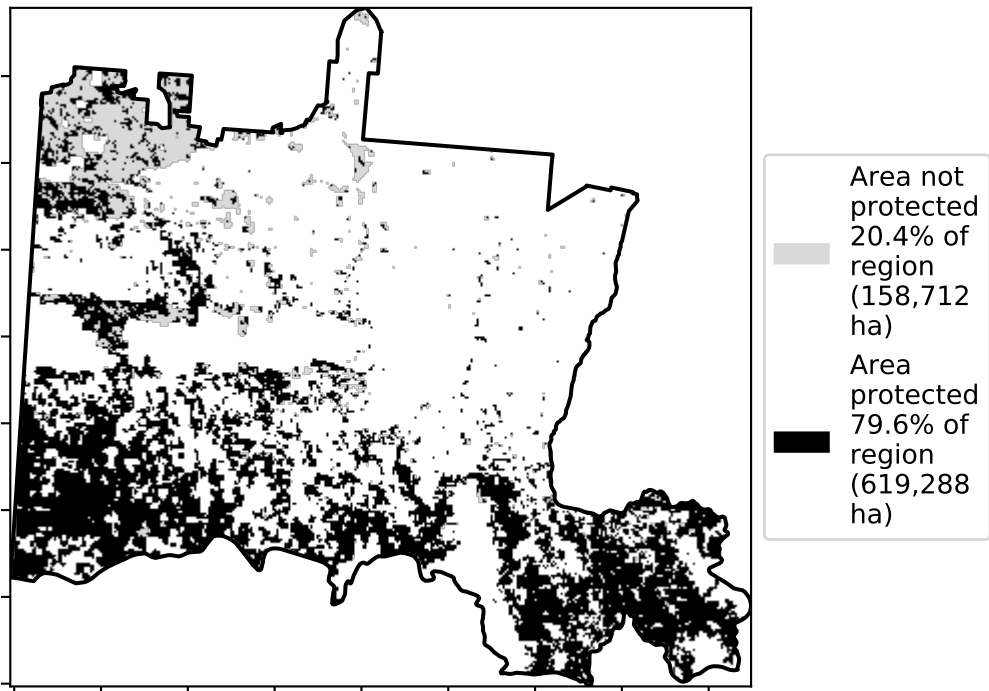 Area not
protected
20.4% of
region
(158,712
ha)
Area
protected
79.6% of
region
(619,288
ha)